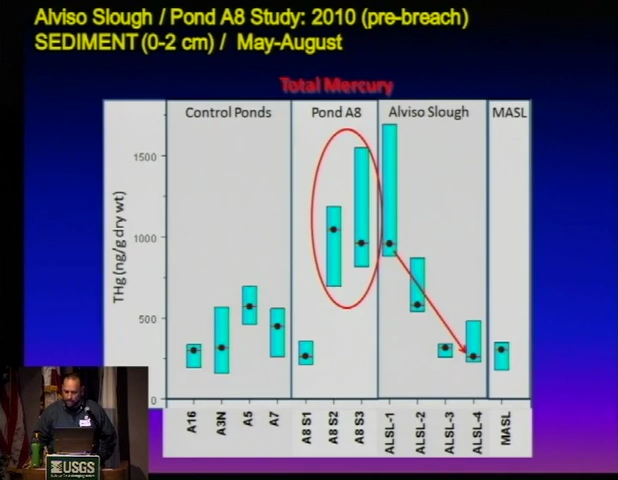 Alviso Slough / Pond A8 Study: 2010 (pre-breach)
SEDIMENT (0-2 cm) / May-August
Total Mercury
Control Ponds
Pond A8
Alviso Slough
MASL
THg (ng/g dry wt)
1500
1000
500
0
A16
A3N
A5
A7
A8 S1
A8 S2
A8 S3
ALSL-1
ALSL-2
ALSL-3
ALSL-4
MASL
USGS